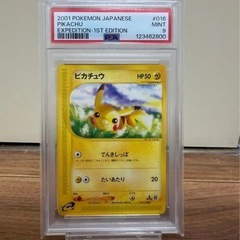 2001 POKEMON JAPANESE #016
PIKACHU MINT
EXPEDITION-1ST EDITION 9
PSA 123462800
ピカチュウ HP50
でんきしっぽ
たいあたり 20